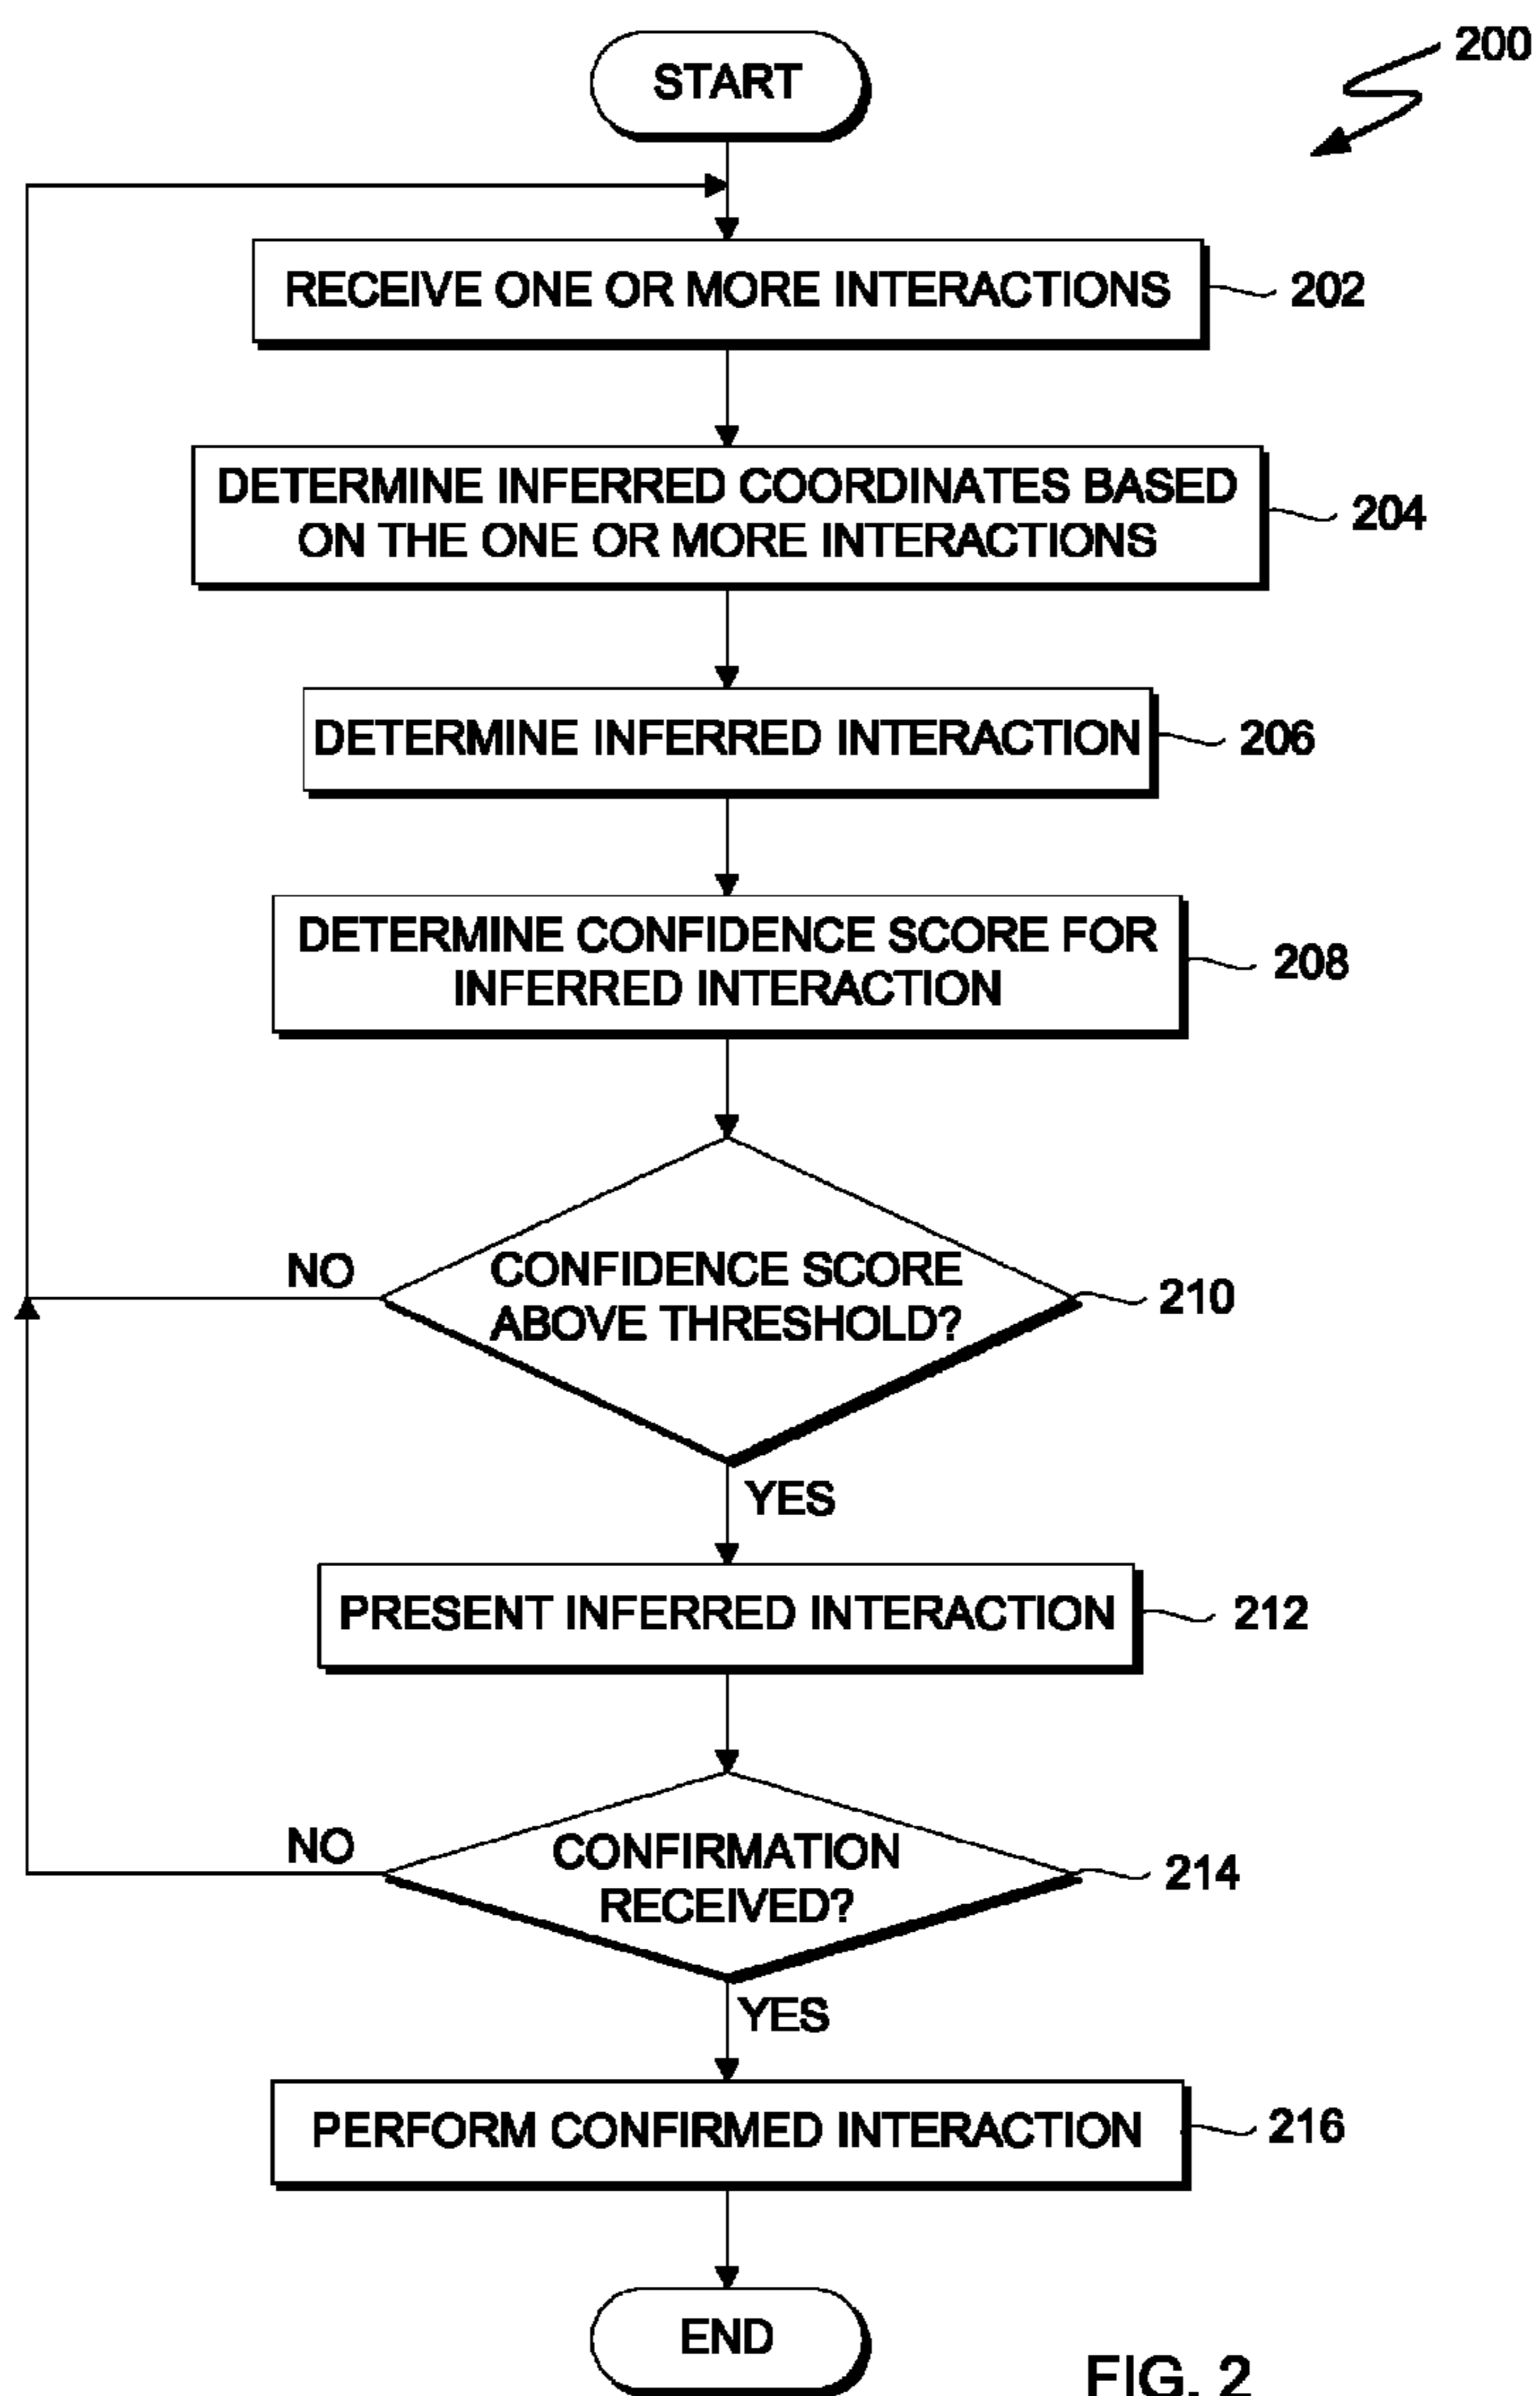 200
START
RECEIVE ONE OR MORE INTERACTIONS
202
DETERMINE INFERRED COORDINATES BASED
ON THE ONE OR MORE INTERACTIONS
204
DETERMINE INFERRED INTERACTION
206
DETERMINE CONFIDENCE SCORE FOR
INFERRED INTERACTION
208
NO
CONFIDENCE SCORE
ABOVE THRESHOLD?
210
YES
PRESENT INFERRED INTERACTION
212
NO
CONFIRMATION
RECEIVED?
214
YES
PERFORM CONFIRMED INTERACTION
216
END
FIG. 2